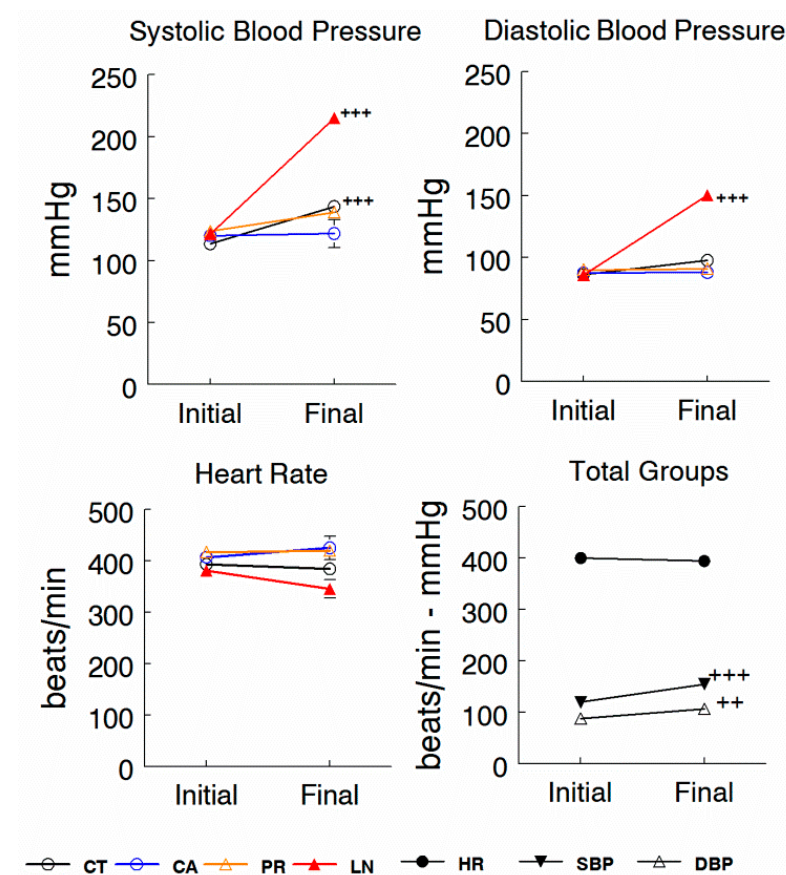 Systolic Blood Pressure
250
200
150
100
50
0
mmHg
+++
+++
Initial Final
Diastolic Blood Pressure
250
200
150
100
50
0
mmHg
+++
Initial Final
Heart Rate
500
400
300
200
100
0
beats/min
Initial Final
Total Groups
500
400
300
200
100
0
beats/min - mmHg
+++
++
Initial Final
CT CA PR LN HR SBP DBP